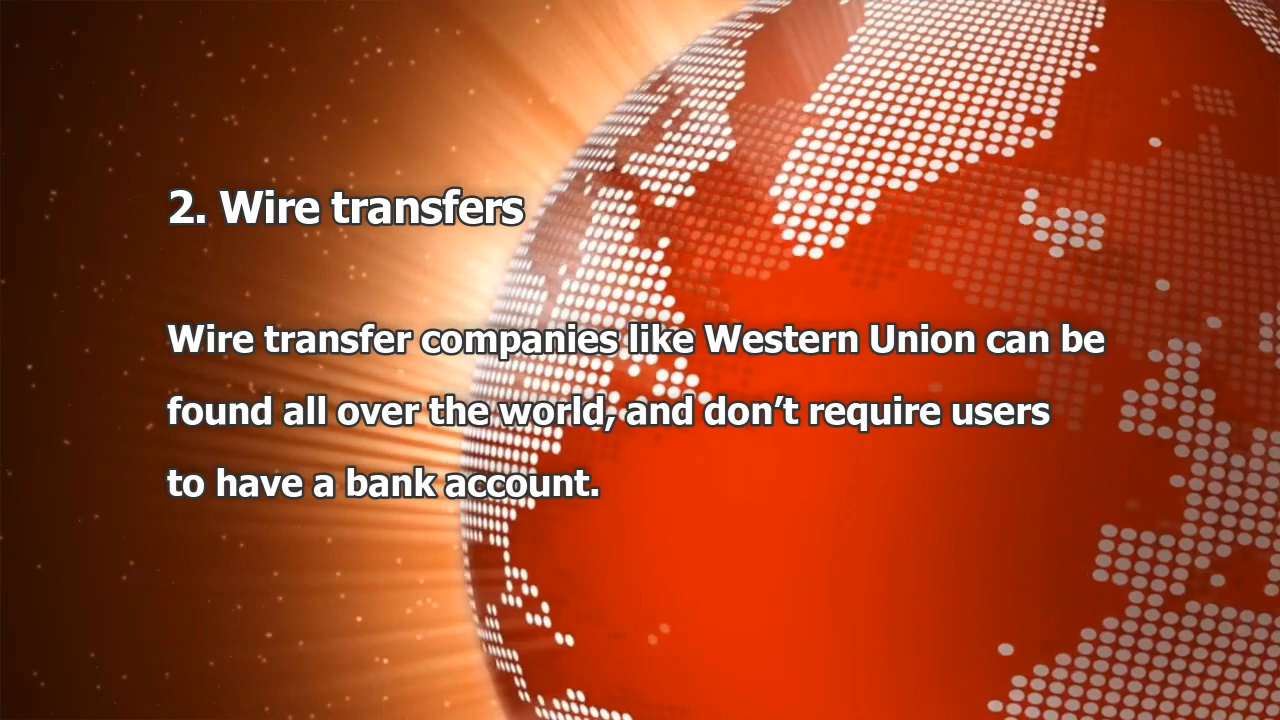 2. Wire transfers
Wire transfer companies like Western Union can be
found all over the world, and don’t require users
to have a bank account.